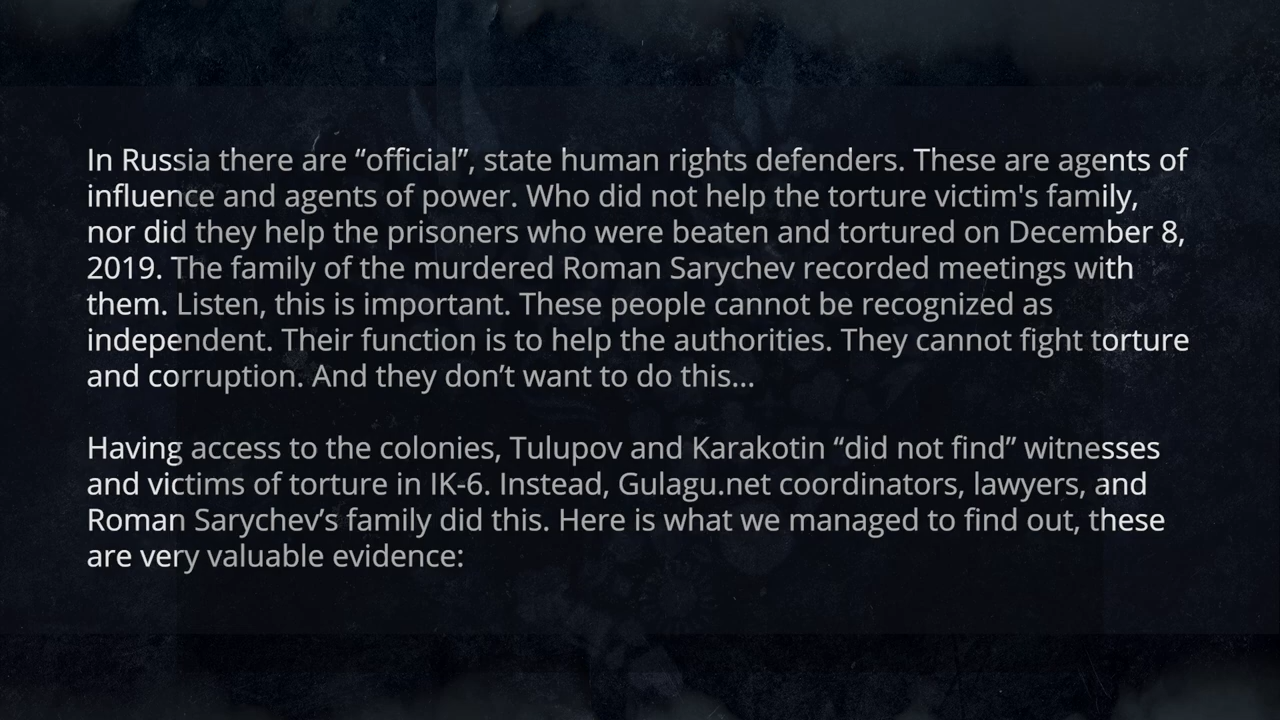 In Russia there are “official”, state human rights defenders. These are agents of
influence and agents of power. Who did not help the torture victim's family,
nor did they help the prisoners who were beaten and tortured on December 8,
2019. The family of the murdered Roman Sarychev recorded meetings with
them. Listen, this is important. These people cannot be recognized as
independent. Their function is to help the authorities. They cannot fight torture
and corruption. And they don’t want to do this...
Having access to the colonies, Tulupov and Karakotin “did not find” witnesses
and victims of torture in IK-6. Instead, Gulagu.net coordinators, lawyers, and
Roman Sarychev’s family did this. Here is what we managed to find out, these
are very valuable evidence: